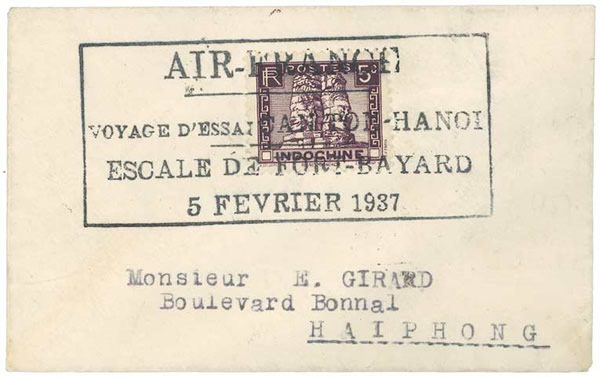 AIR-FRANCE
RF POSTES 5c
VOYAGE D'ESSAI CANTON-HANOI
INDOCHINE
ESCALE DE FORT-BAYARD
5 FEVRIER 1937
Monsieur E. GIRARD
Boulevard Bonnal
HAIPHONG